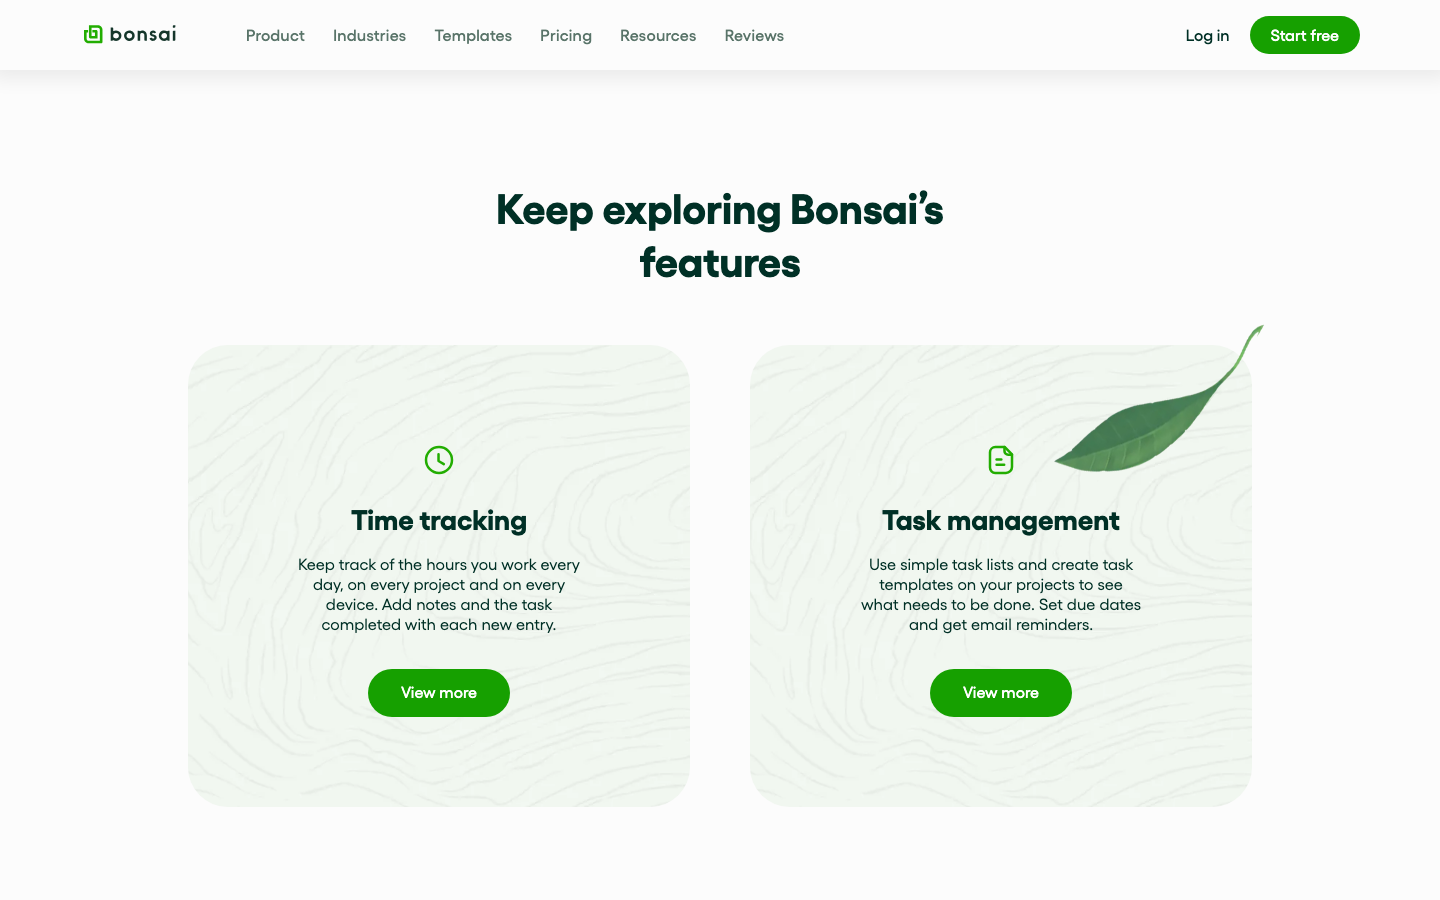 bonsai
Product
Industries
Templates
Pricing
Resources
Reviews
Log in
Start free
Keep exploring Bonsai’s
features
Time tracking
Keep track of the hours you work every
day, on every project and on every
device. Add notes and the task
completed with each new entry.
View more
Task management
Use simple task lists and create task
templates on your projects to see
what needs to be done. Set due dates
and get email reminders.
View more